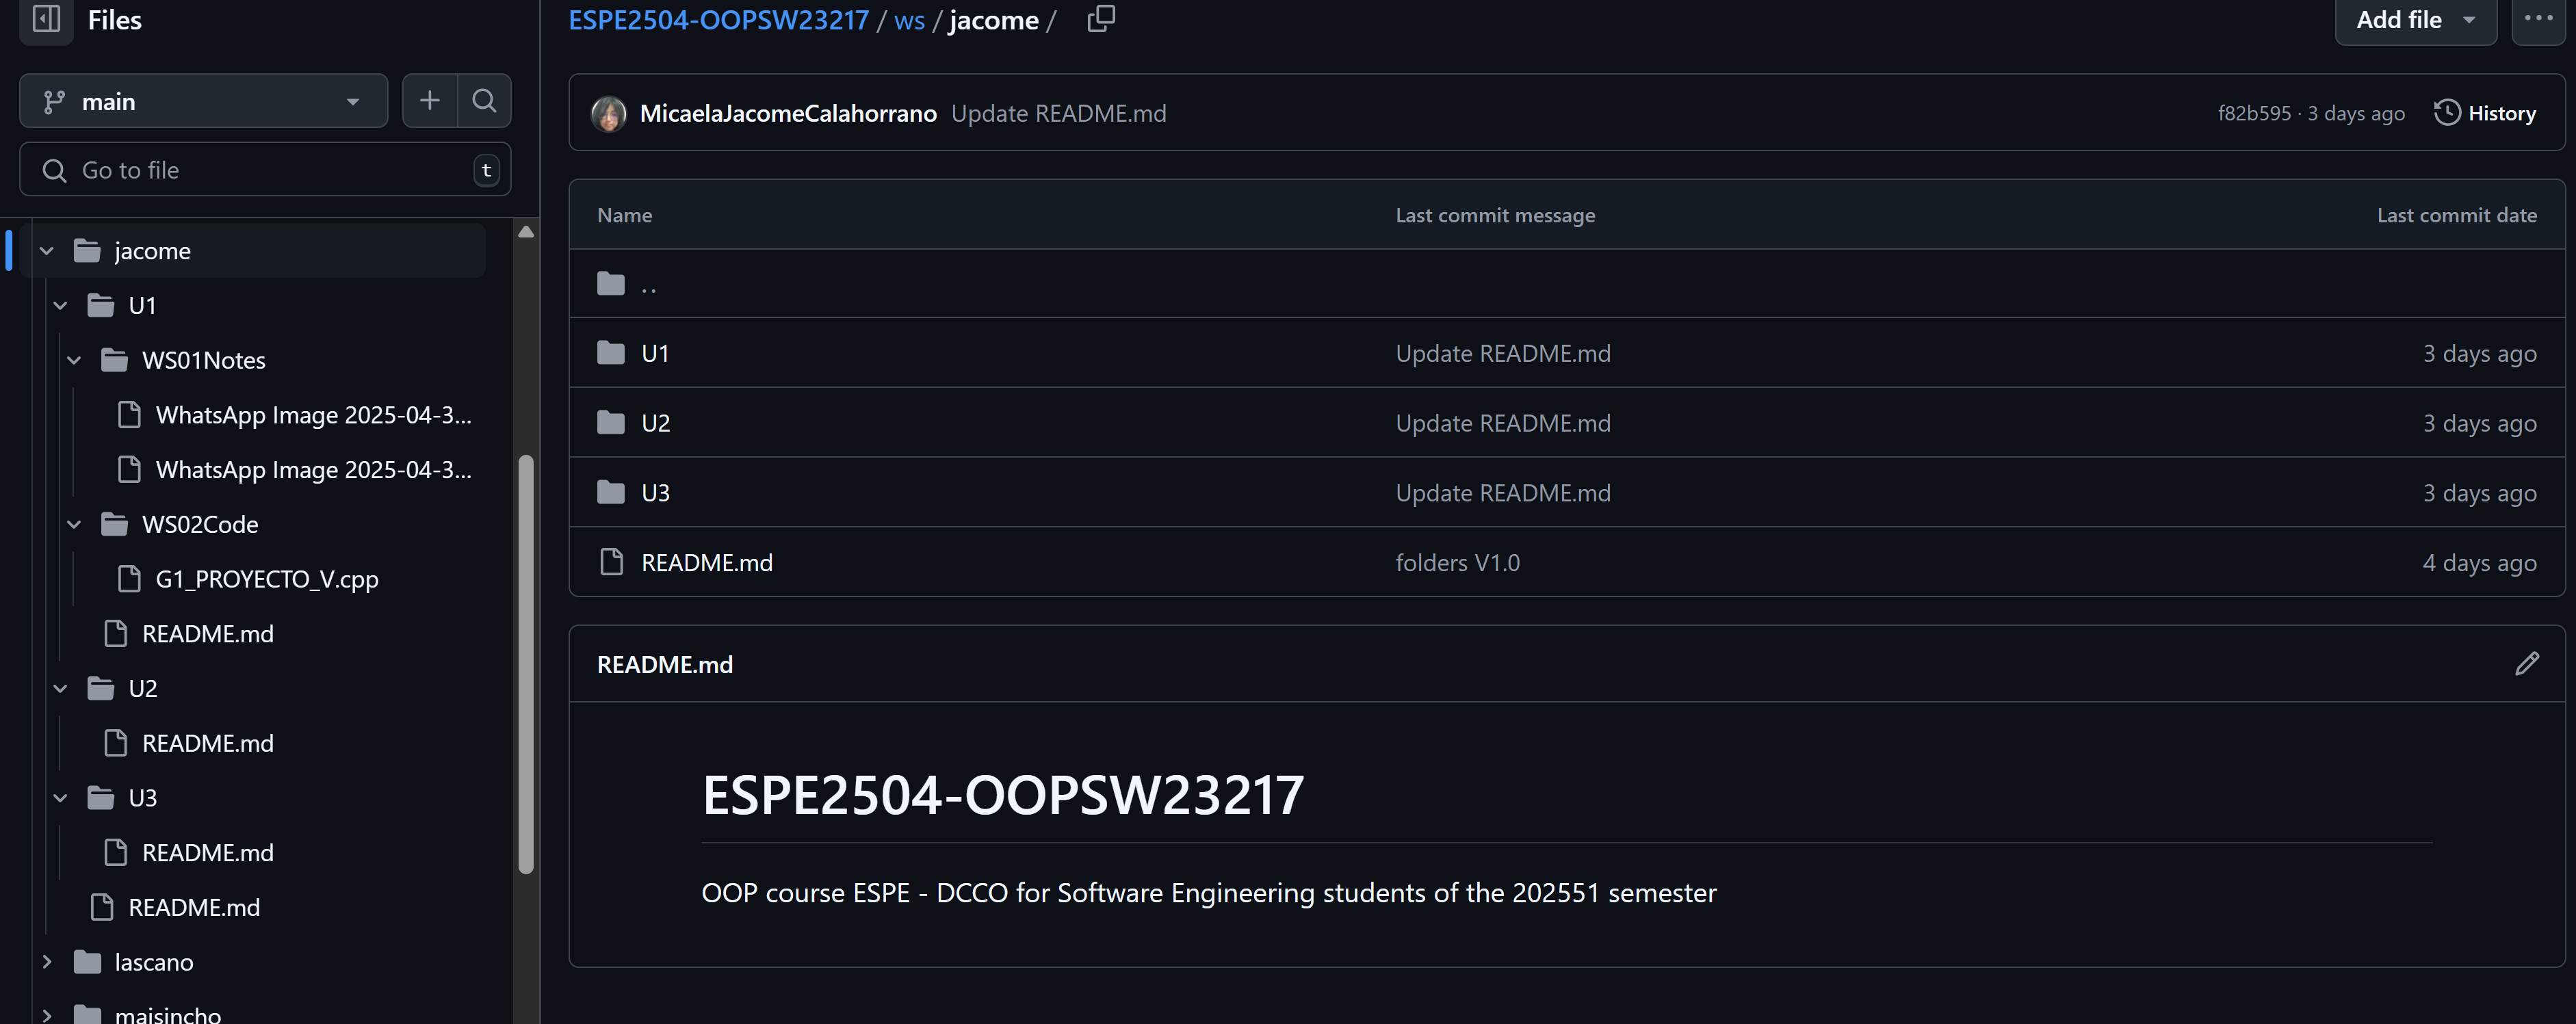 Files
main
Go to file
t
jacome
U1
WS01Notes
WhatsApp Image 2025-04-3...
WhatsApp Image 2025-04-3...
WS02Code
G1_PROYECTO_V.cpp
README.md
U2
README.md
U3
README.md
README.md
lascano
maisincho
ESPE2504-OOPSW23217 / ws / jacome /
Add file
MicaelaJacomeCalahorrano Update README.md f82b595 · 3 days ago History
Name Last commit message Last commit date
..
U1 Update README.md 3 days ago
U2 Update README.md 3 days ago
U3 Update README.md 3 days ago
README.md folders V1.0 4 days ago
README.md
ESPE2504-OOPSW23217
OOP course ESPE - DCCO for Software Engineering students of the 202551 semester